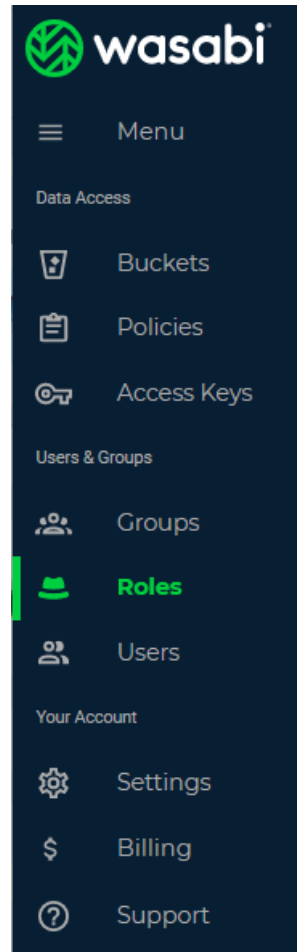 wasabi
Menu
Data Access
Buckets
Policies
Access Keys
Users & Groups
Groups
Roles
Users
Your Account
Settings
$ Billing
Support